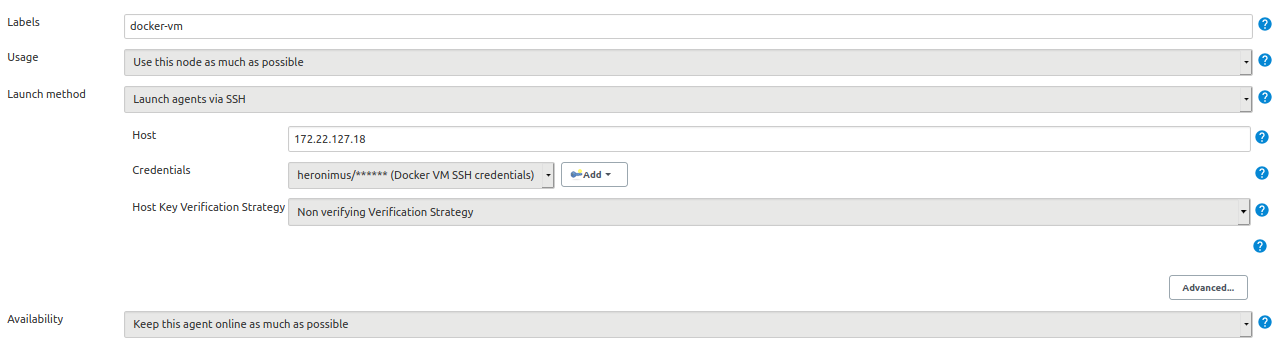 Labels docker-vm
Usage Use this node as much as possible
Launch method Launch agents via SSH
Host 172.22.127.18
Credentials heronimus/****** (Docker VM SSH credentials) Add
Host Key Verification Strategy Non verifying Verification Strategy
Advanced...
Availability Keep this agent online as much as possible